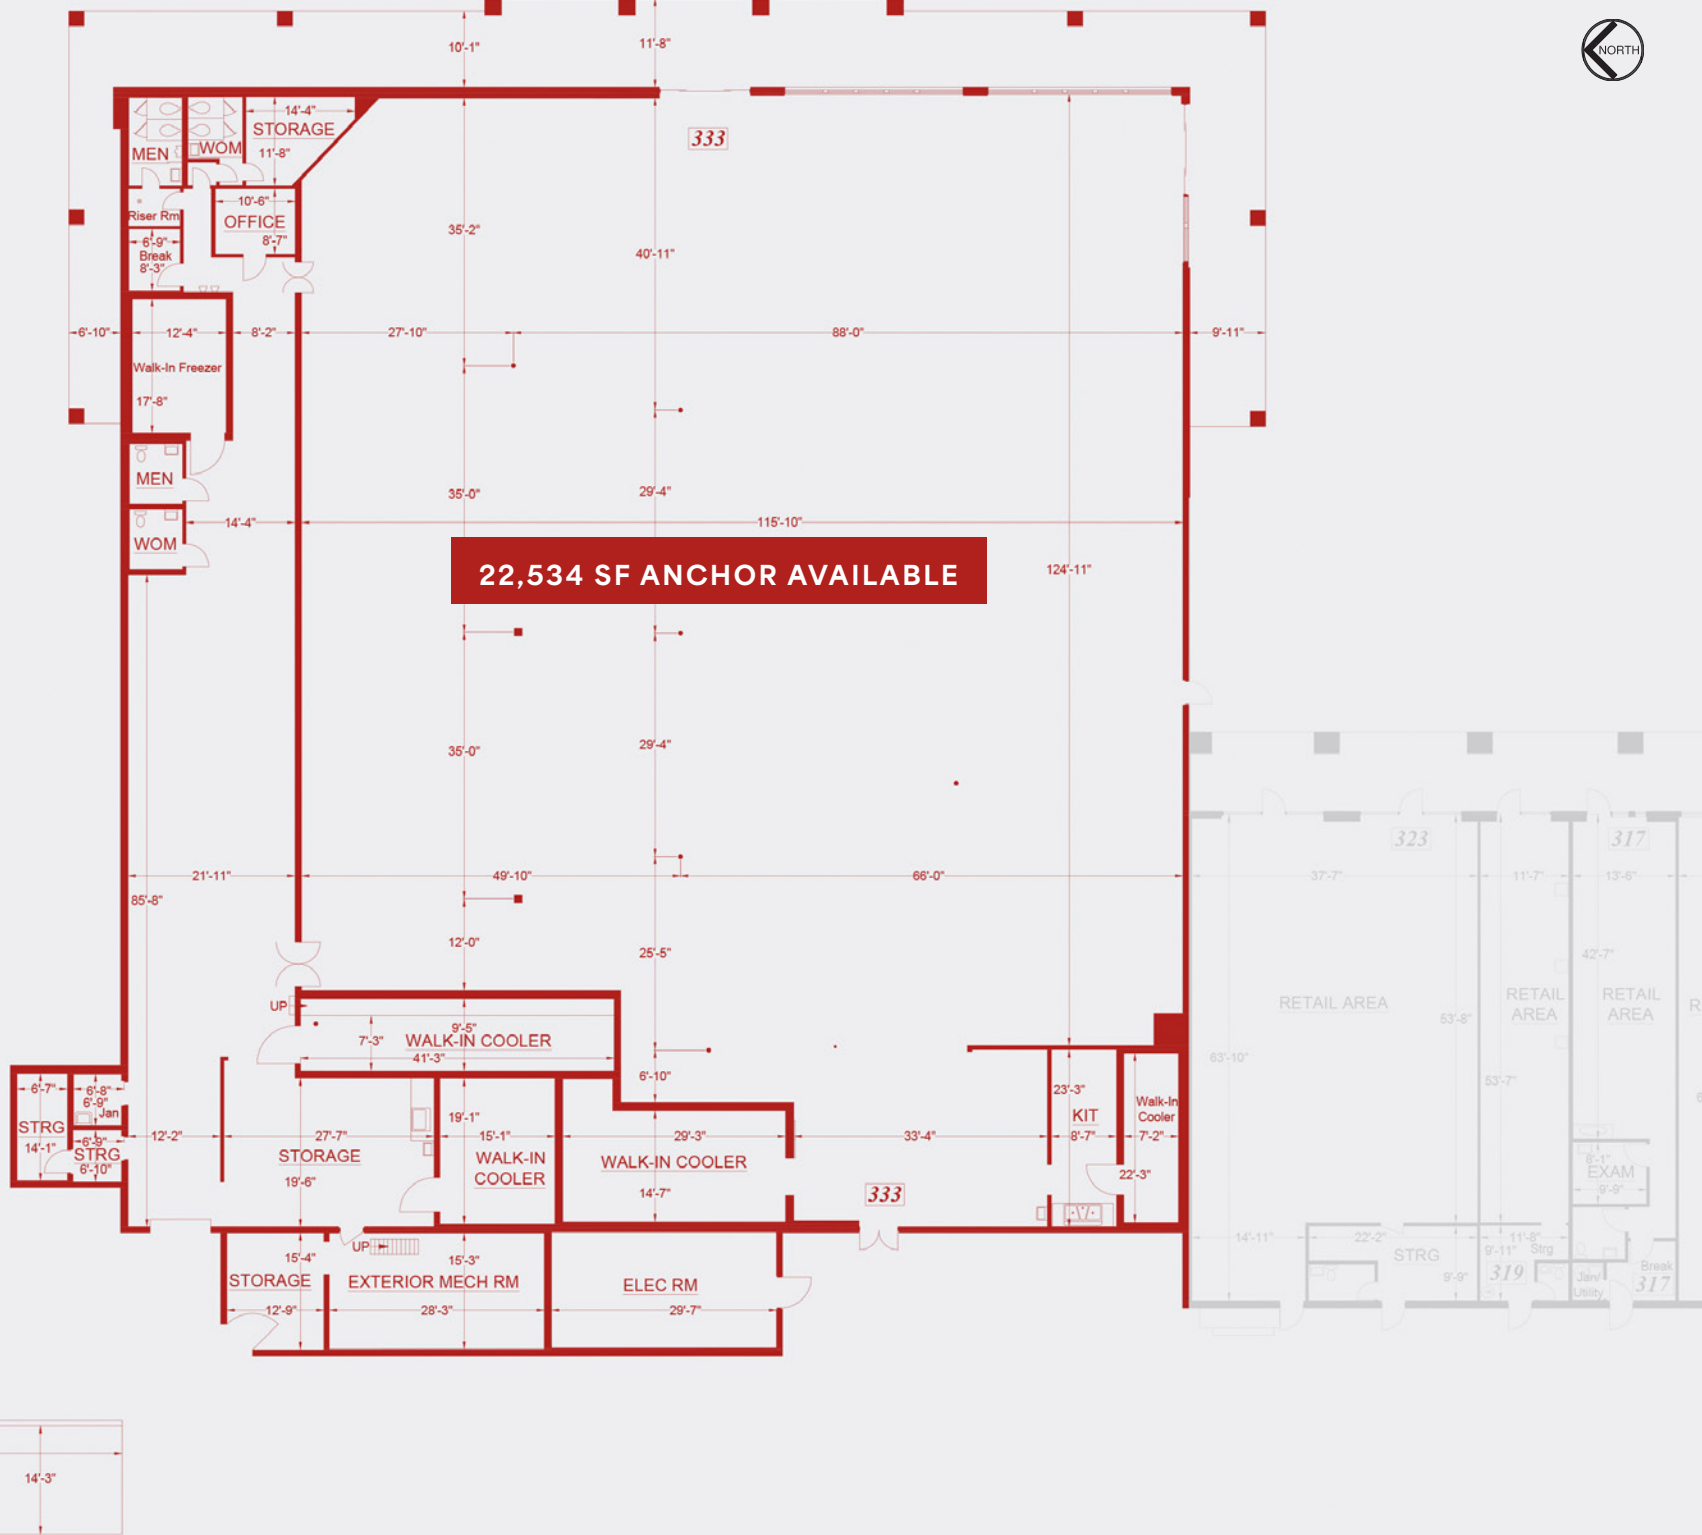 NORTH
10'-1"
11'-8"
14'-4"
STORAGE
333
MEN
WOM
11'-8"
10'-6"
Riser Rm
OFFICE
35'-2"
6'-9"
8'-7"
Break
40'-11"
8'-3"
6'-10"
12'-4"
8'-2"
27'-10"
88'-0"
9'-11"
Walk-In Freezer
17'-8"
MEN
35'-0"
29'-4"
14'-4"
115'-10"
WOM
22,534 SF ANCHOR AVAILABLE
124'-11"
35'-0"
29'-4"
323
317
21'-11"
49'-10"
66'-0"
37'-7"
11'-7"
13'-6"
85'-8"
12'-0"
25'-5"
42'-7"
RETAIL AREA
RETAIL
AREA
RETAIL
AREA
R
UP
9'-5"
7'-3"
WALK-IN COOLER
53'-8"
41'-3"
63'-10"
6'-10"
53'-7"
6'-7"
6'-8"
6'-9"
Jan
23'-3"
Walk-In
Cooler
19'-1"
KIT
STRG
12'-2"
27'-7"
15'-1"
29'-3"
33'-4"
8'-7"
7'-2"
6'-9"
14'-1"
STRG
6'-10"
STORAGE
WALK-IN
COOLER
WALK-IN COOLER
8'-1"
EXAM
22'-3"
19'-6"
14'-7"
333
9'-9"
14'-11"
22'-2"
11'-8"
UP
15'-4"
15'-3"
STRG
9'-11"
Strg
STORAGE
EXTERIOR MECH RM
ELEC RM
9'-9"
319
Jan/
Utility
Break
317
12'-9"
28'-3"
29'-7"
14'-3"